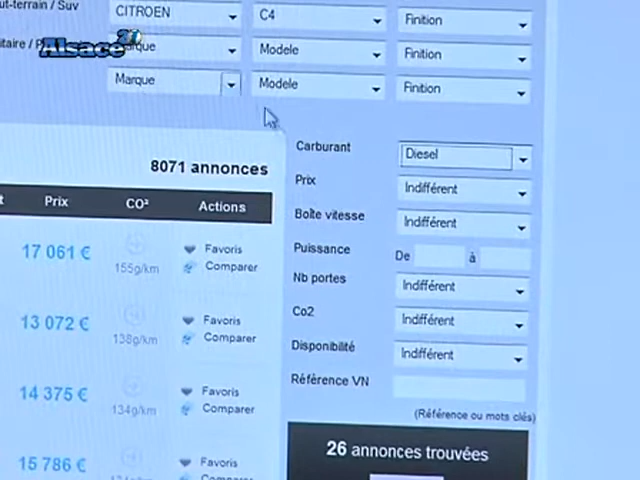 ut-terrain / Suv
CITROEN C4 Finition
itaire / P arque Modele Finition
Alsace 20
Marque Modele Finition
8071 annonces
Carburant Diesel
Prix Indifférent
Boîte vitesse Indifférent
Puissance De à
Nb portes Indifférent
Co2 Indifférent
Disponibilité Indifférent
Référence VN
(Référence ou mots clés)
26 annonces trouvées
t Prix CO² Actions
17 061 € 155g/km Favoris
Comparer
13 072 € 138g/km Favoris
Comparer
14 375 € 134g/km Favoris
Comparer
15 786 € Favoris
Comparer